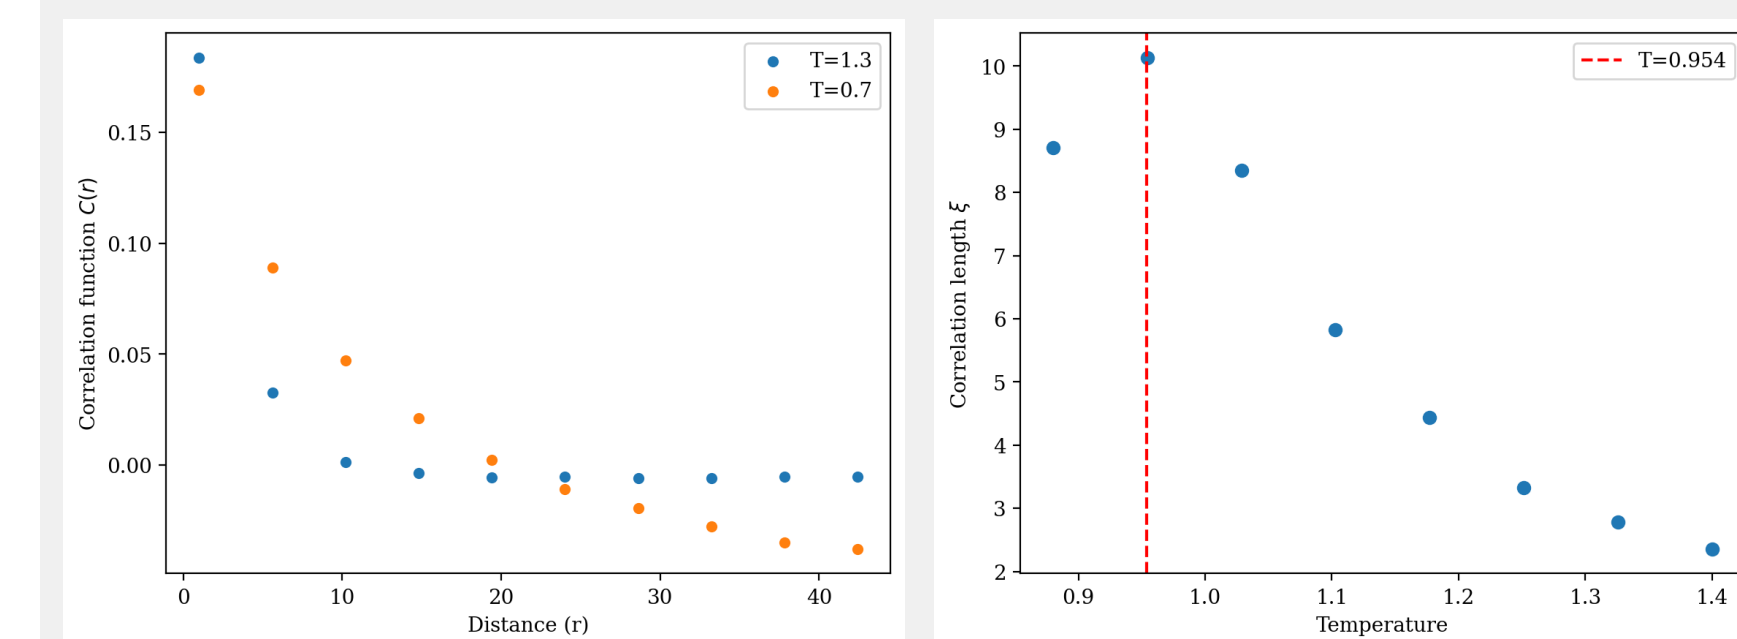 T=1.3
T=0.7
0.15
0.10
0.05
0.00
Correlation function C(r)
0 10 20 30 40
Distance (r)
T=0.954
10
9
8
7
6
5
4
3
2
Correlation length ξ
0.9 1.0 1.1 1.2 1.3 1.4
Temperature